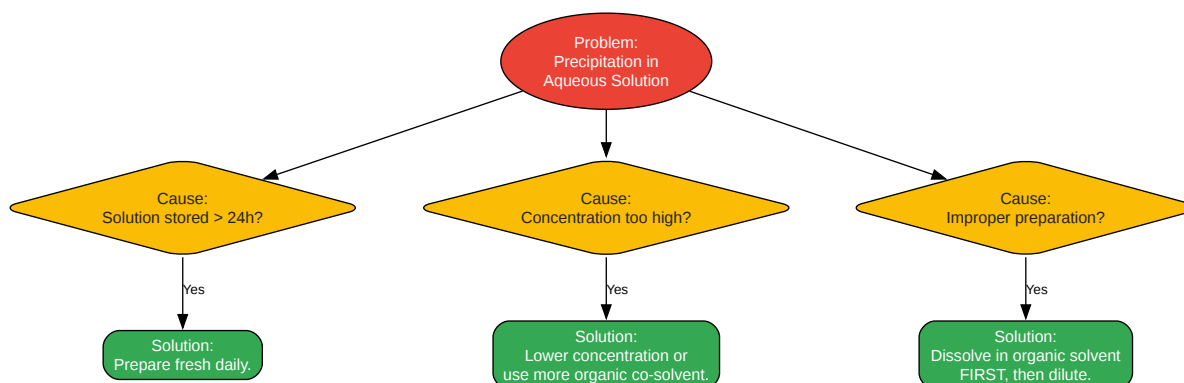 Problem:
Precipitation in
Aqueous Solution
Cause:
Solution stored > 24h?
Cause:
Concentration too high?
Cause:
Improper preparation?
Yes
Yes
Yes
Solution:
Prepare fresh daily.
Solution:
Lower concentration or
use more organic co-solvent.
Solution:
Dissolve in organic solvent
FIRST, then dilute.